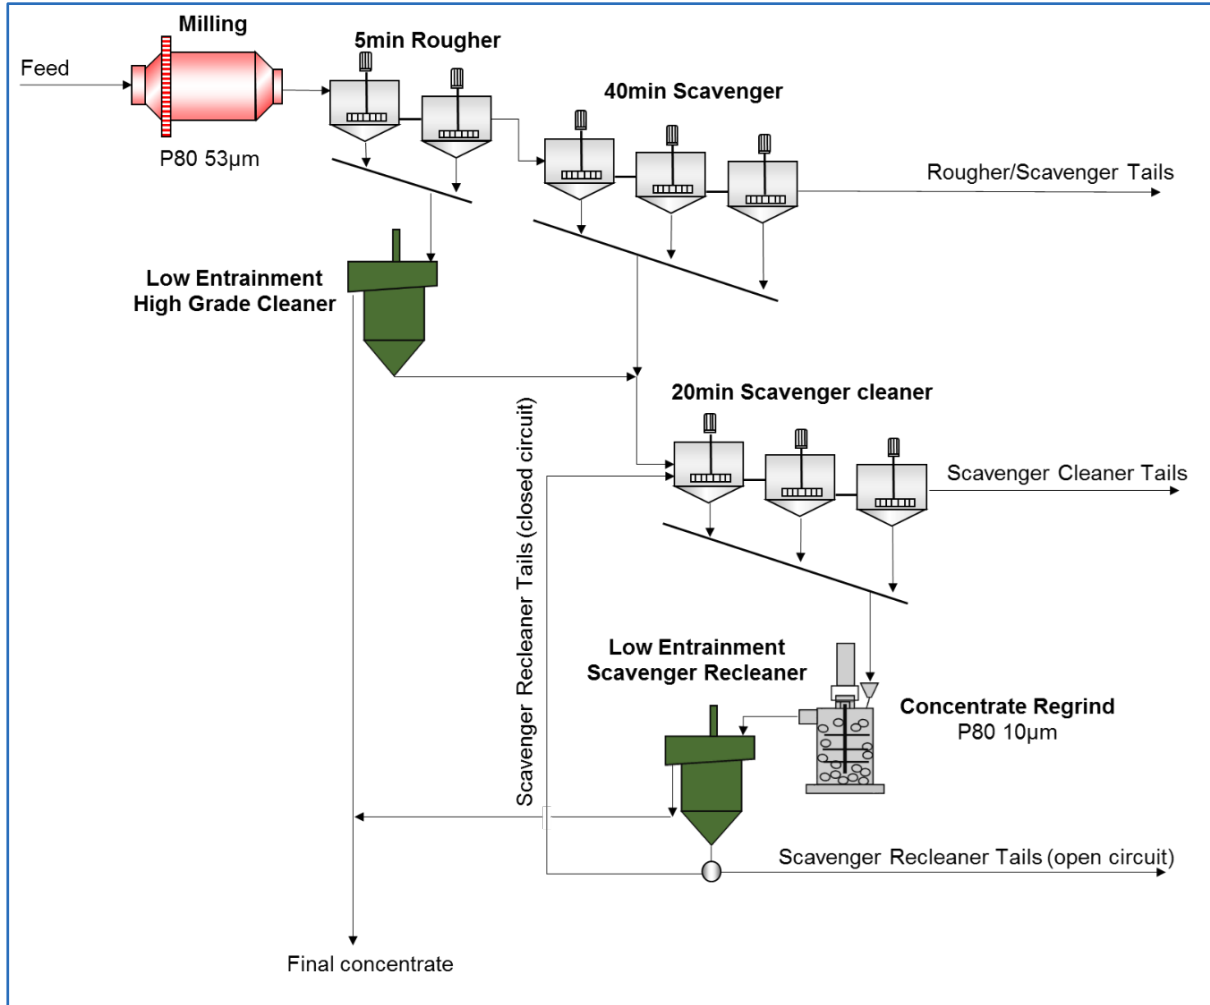 Milling
5min Rougher
Feed
40min Scavenger
P80 53µm
Rougher/Scavenger Tails
Low Entrainment
High Grade Cleaner
20min Scavenger cleaner
Scavenger Cleaner Tails
Scavenger Recleaner Tails (closed circuit)
Low Entrainment
Scavenger Recleaner
Concentrate Regrind
P80 10µm
Scavenger Recleaner Tails (open circuit)
Final concentrate